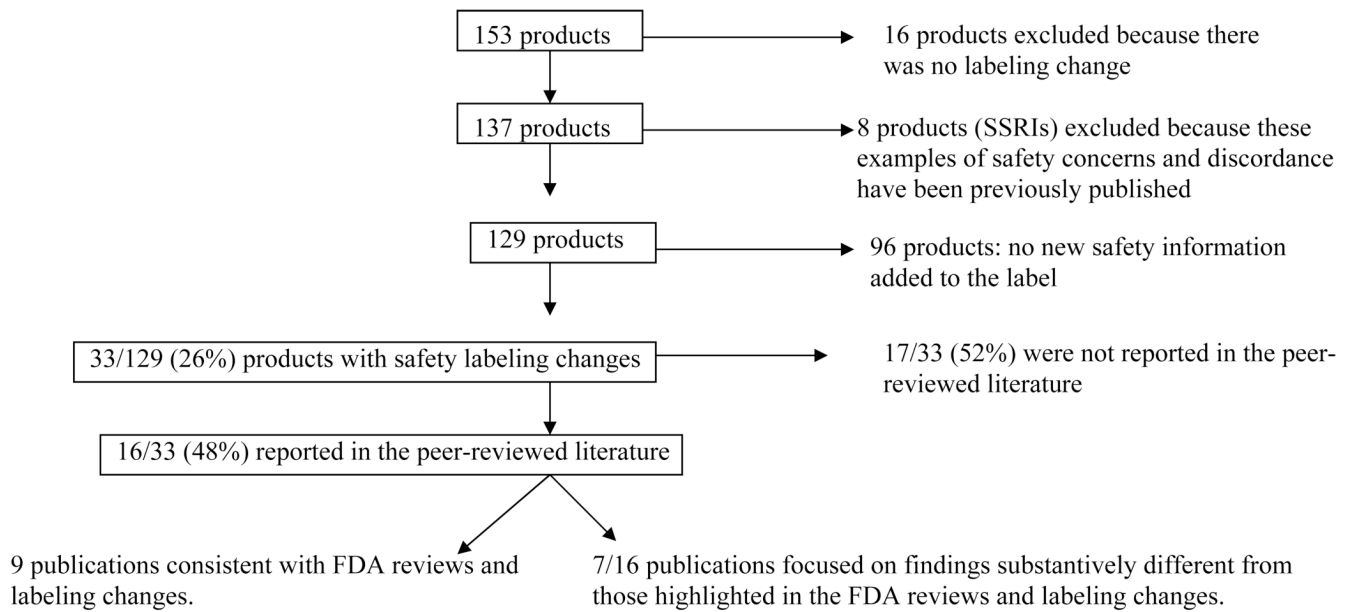 153 products
16 products excluded because there
was no labeling change
137 products
8 products (SSRIs) excluded because these
examples of safety concerns and discordance
have been previously published
129 products
96 products: no new safety information
added to the label
33/129 (26%) products with safety labeling changes
17/33 (52%) were not reported in the peer-
reviewed literature
16/33 (48%) reported in the peer-reviewed literature
9 publications consistent with FDA reviews and
labeling changes.
7/16 publications focused on findings substantively different from
those highlighted in the FDA reviews and labeling changes.